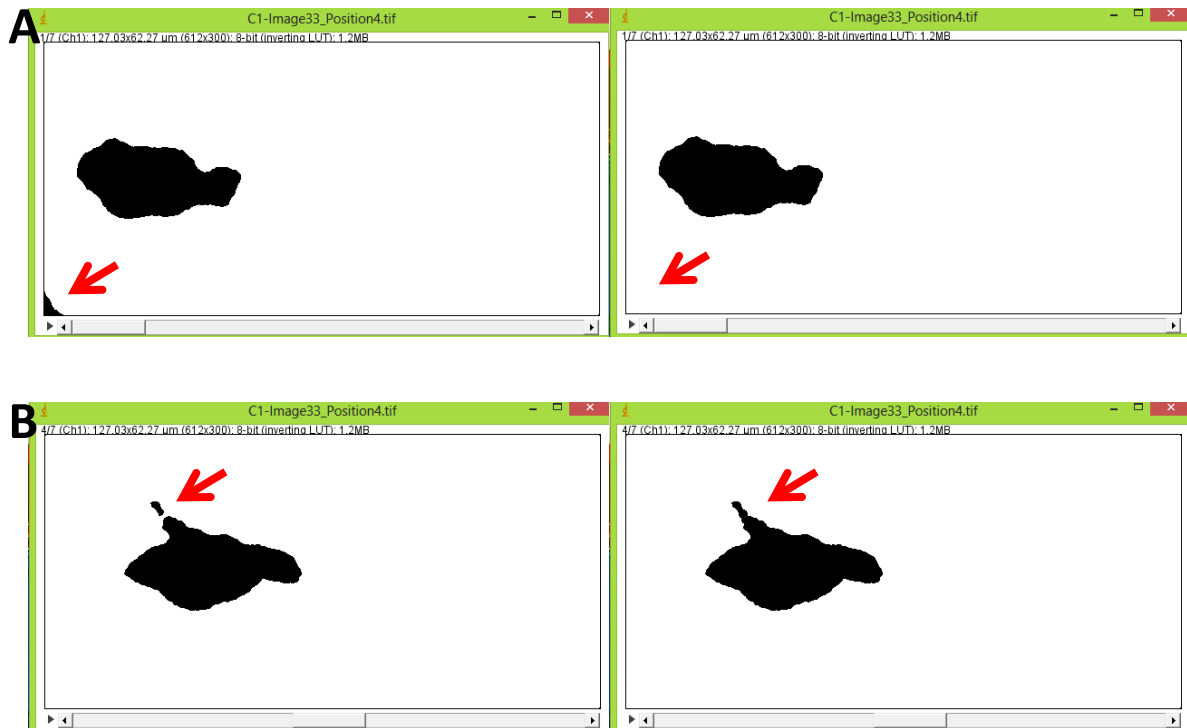 A
C1-Image33_Position4.tif
1/7 (Ch1): 127.03x62.27 um (612x300); 8-bit (inverting LUT); 1.2MB
C1-Image33_Position4.tif
1/7 (Ch1): 127.03x62.27 um (612x300); 8-bit (inverting LUT); 1.2MB
B
C1-Image33_Position4.tif
4/7 (Ch1): 127.03x62.27 um (612x300); 8-bit (inverting LUT); 1.2MB
C1-Image33_Position4.tif
4/7 (Ch1): 127.03x62.27 um (612x300); 8-bit (inverting LUT); 1.2MB